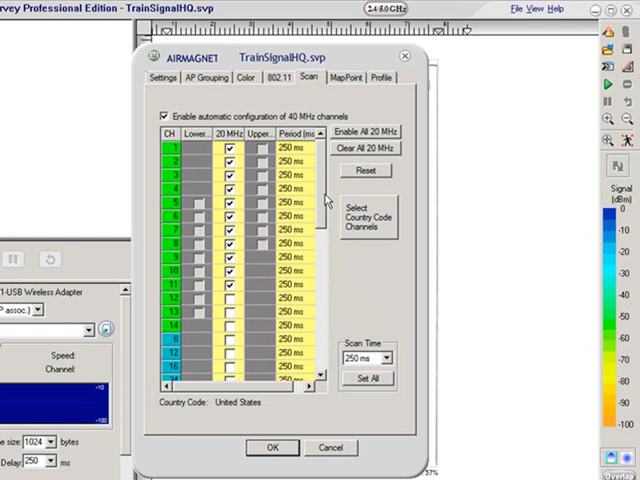 rvey Professional Edition - TrainSignalHQ.svp
2.4/5.0 GHz
File View Help
AIRMAGNET
TrainSignalHQ.svp
Settings
AP Grouping
Color
802.11
Scan
MapPoint
Profile
Enable automatic configuration of 40 MHz channels
CH Lower... 20 MHz Upper... Period (ms
1 250 ms
2 250 ms
3 250 ms
4 250 ms
5 250 ms
6 250 ms
7 250 ms
8 250 ms
9 250 ms
10 250 ms
11 250 ms
12 250 ms
13 250 ms
14 250 ms
8 250 ms
12 250 ms
16 250 ms
250 ms
Enable All 20 MHz
Clear All 20 MHz
Reset
Select
Country Code
Channels
Scan Time
250 ms
Set All
Country Code: United States
OK
Cancel
1-USB Wireless Adapter
P assoc.)
Speed:
Channel:
-10
-100
e size: 1024 bytes
Delay: 250 ms
Signal
(dBm)
0
-10
-20
-30
-40
-50
-60
-70
-80
-90
-100
Overlap
57%